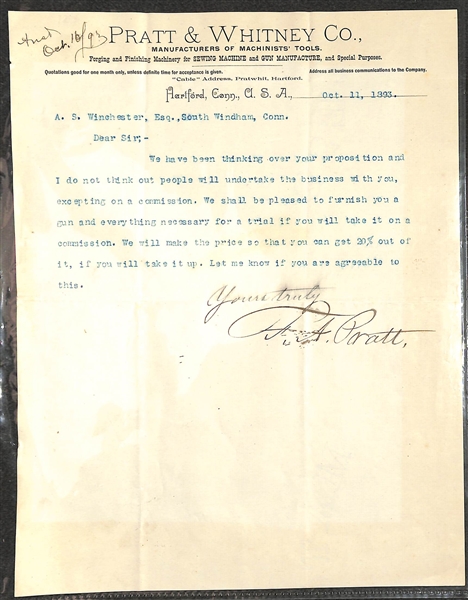 Ansd
Oct. 16/93
PRATT & WHITNEY CO.,
MANUFACTURERS OF MACHINISTS' TOOLS.
Forging and Finishing Machinery for SEWING MACHINE and GUN MANUFACTURE, and Special Purposes.
Quotations good for one month only, unless definite time for acceptance is given.
Address all business communications to the Company.
"Cable" Address, Pratwhit, Hartford.
Hartford, Conn., U. S. A., Oct. 11, 1893.
A. S. Winchester, Esq., South Windham, Conn.
Dear Sir;-
We have been thinking over your proposition and
I do not think out people will undertake the business with you,
excepting on a commission. We shall be pleased to furnish you a
gun and everything necessary for a trial if you will take it on a
commission. We will make the price so that you can get 20% out of
it, if you will take it up. Let me know if you are agreeable to
this.
Yours truly
F. A. Pratt.